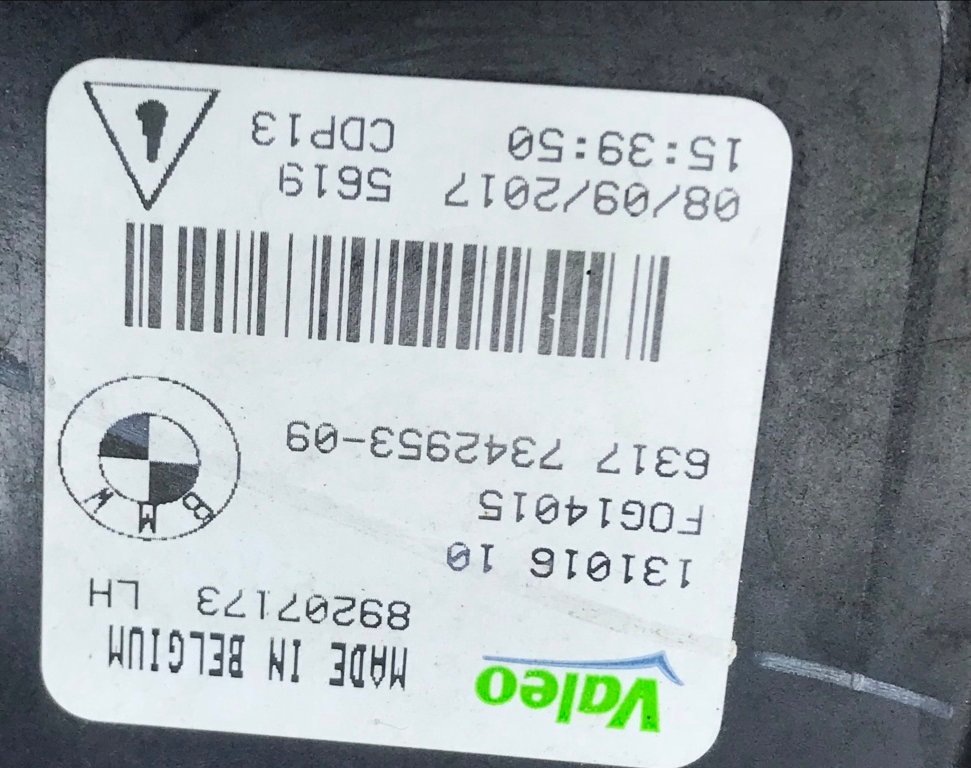 Valeo
MADE IN BELGIUM
89207173 LH
131016 10
FOG14015
6317 7342953-09
BMW
08/09/2017 5619
15:39:50 CDP13